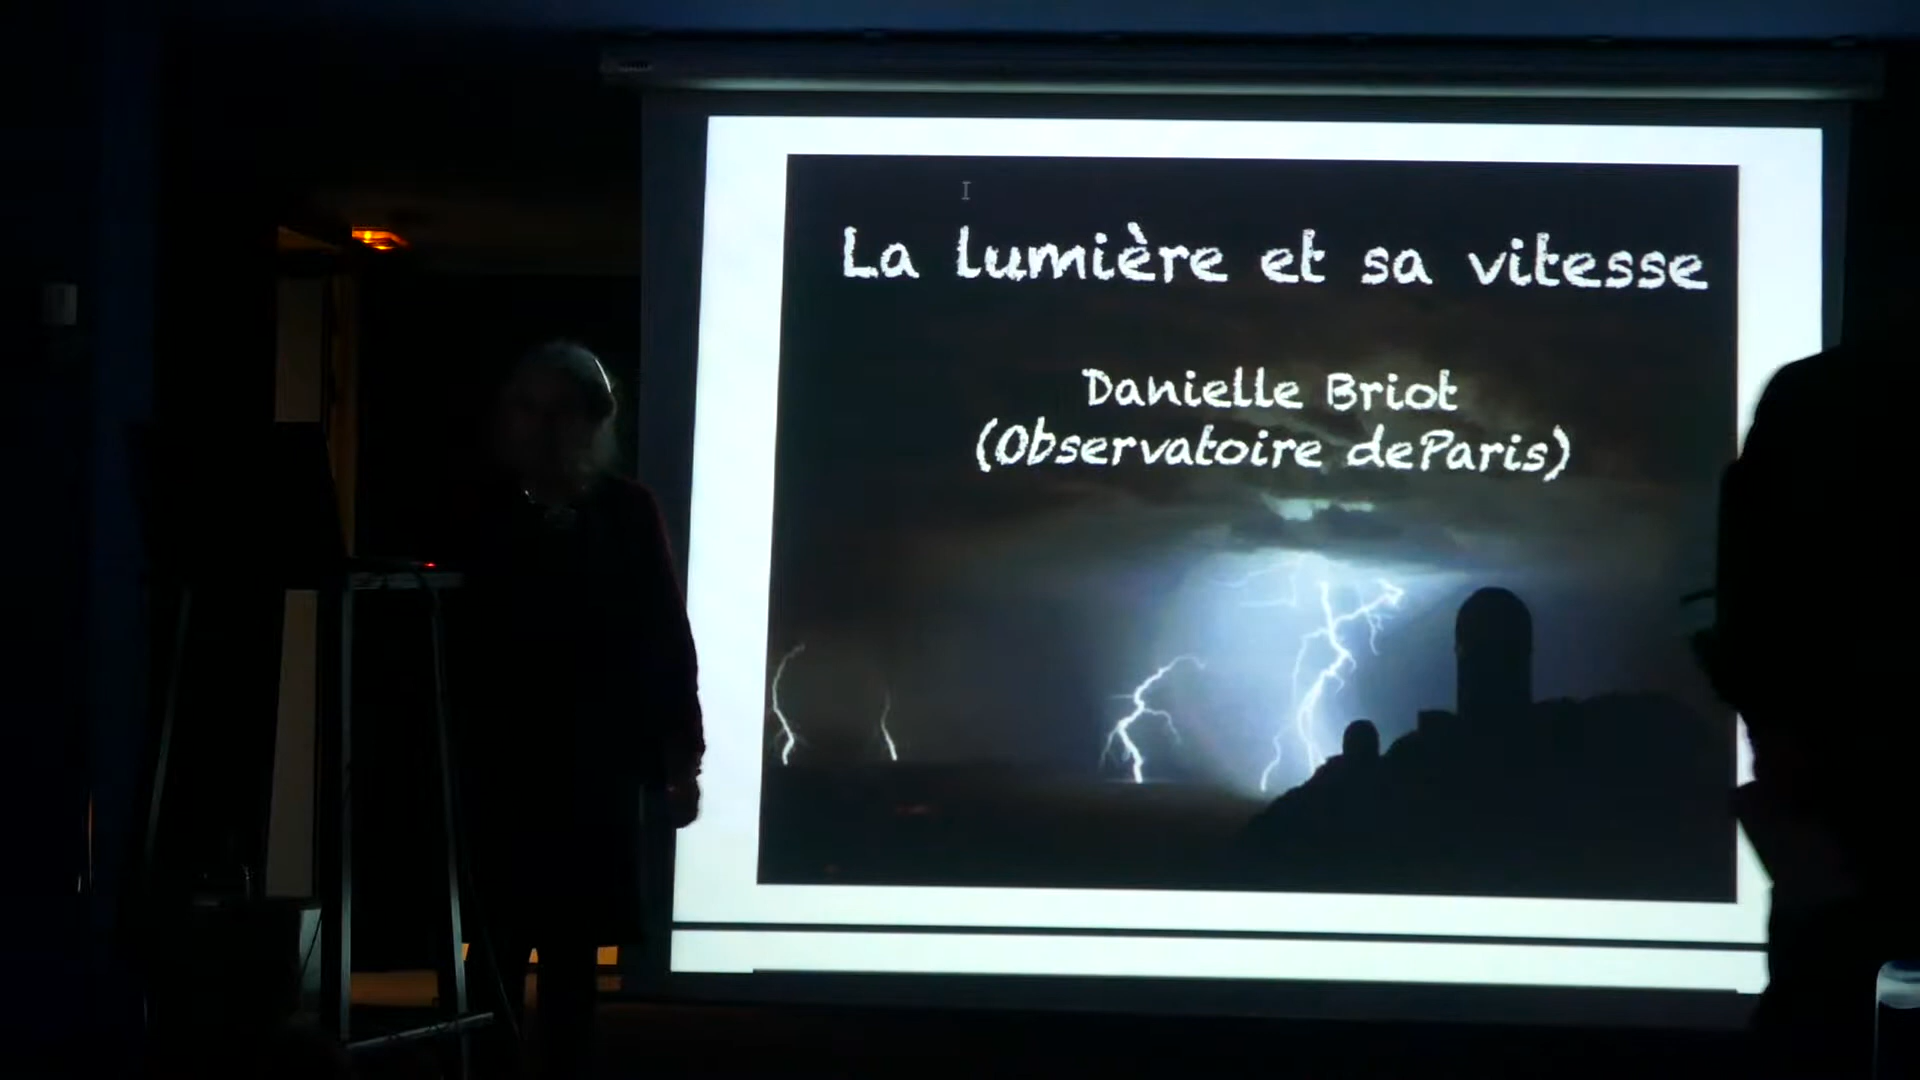 La lumière et sa vitesse
Danielle Briot
(Observatoire deParis)